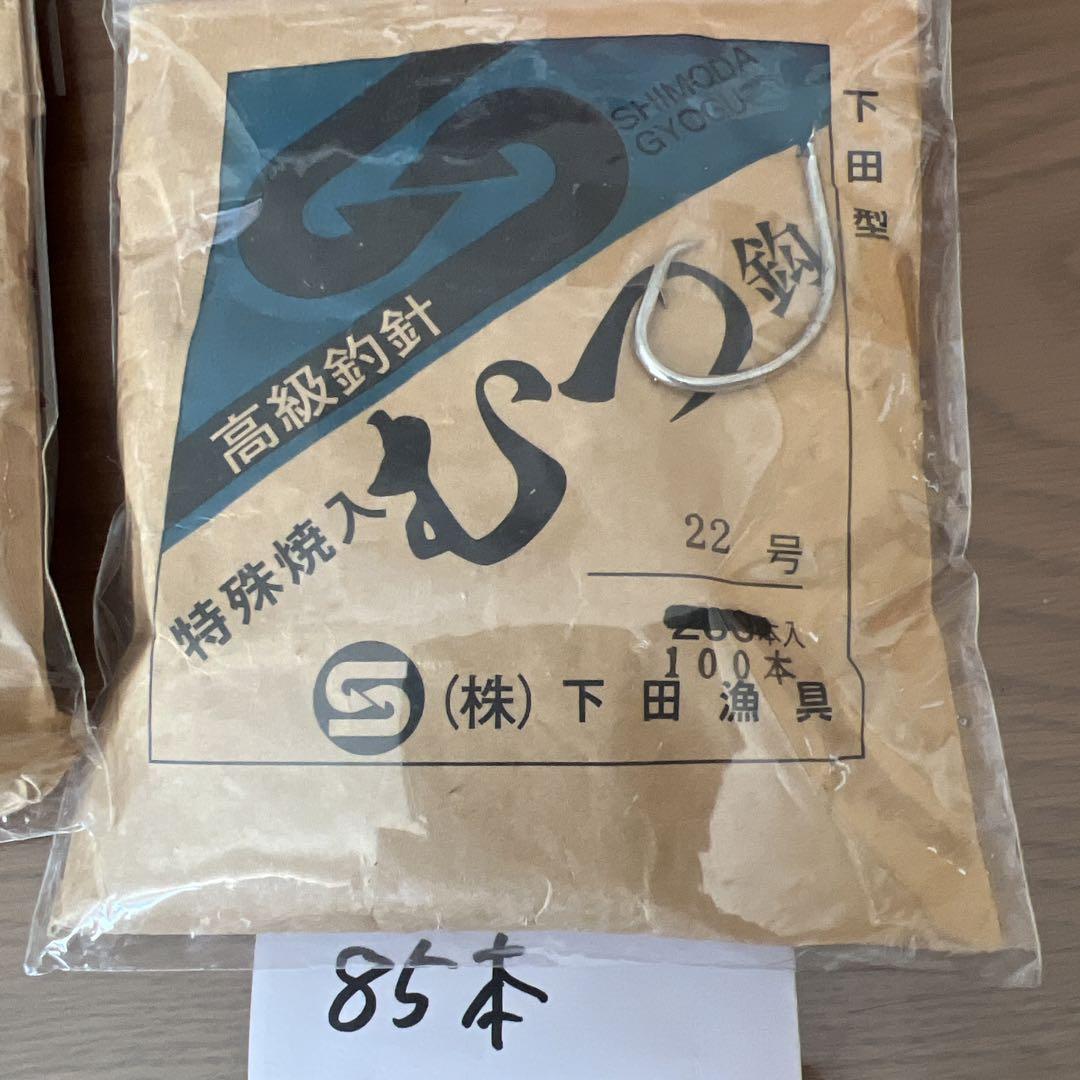 SHIMODA
GYOGU
下田型
高級釣針
特殊焼入
むつ鈎
22号
200本入
100本
(株)下田漁具
85本